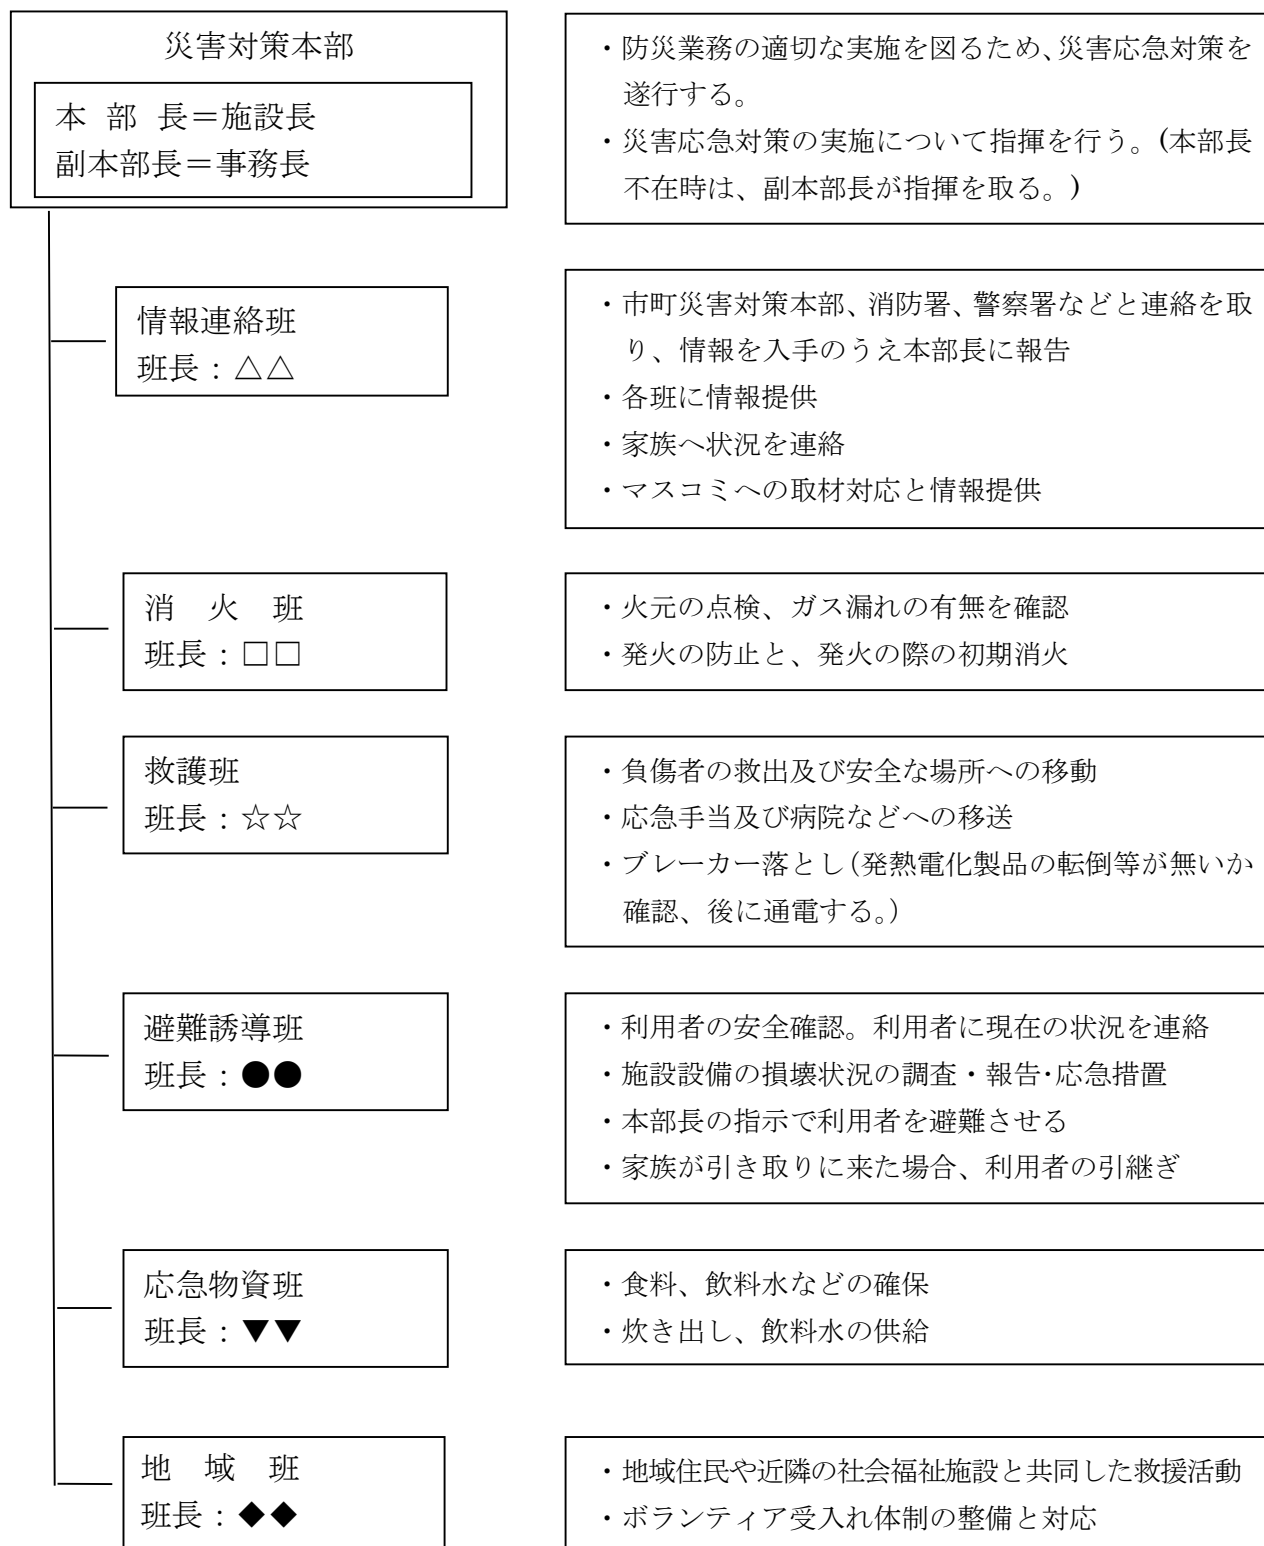 災害対策本部
本 部 長＝施設長
副本部長＝事務長
・防災業務の適切な実施を図るため、災害応急対策を
遂行する。
・災害応急対策の実施について指揮を行う。(本部長
不在時は、副本部長が指揮を取る。)
情報連絡班
班長：△△
・市町災害対策本部、消防署、警察署などと連絡を取
り、情報を入手のうえ本部長に報告
・各班に情報提供
・家族へ状況を連絡
・マスコミへの取材対応と情報提供
消 火 班
班長：□□
・火元の点検、ガス漏れの有無を確認
・発火の防止と、発火の際の初期消火
救護班
班長：☆☆
・負傷者の救出及び安全な場所への移動
・応急手当及び病院などへの移送
・ブレーカー落とし(発熱電化製品の転倒等が無いか
確認、後に通電する。)
避難誘導班
班長：●●
・利用者の安全確認。利用者に現在の状況を連絡
・施設設備の損壊状況の調査・報告・応急措置
・本部長の指示で利用者を避難させる
・家族が引き取りに来た場合、利用者の引継ぎ
応急物資班
班長：▼▼
・食料、飲料水などの確保
・炊き出し、飲料水の供給
地 域 班
班長：◆◆
・地域住民や近隣の社会福祉施設と共同した救援活動
・ボランティア受入れ体制の整備と対応